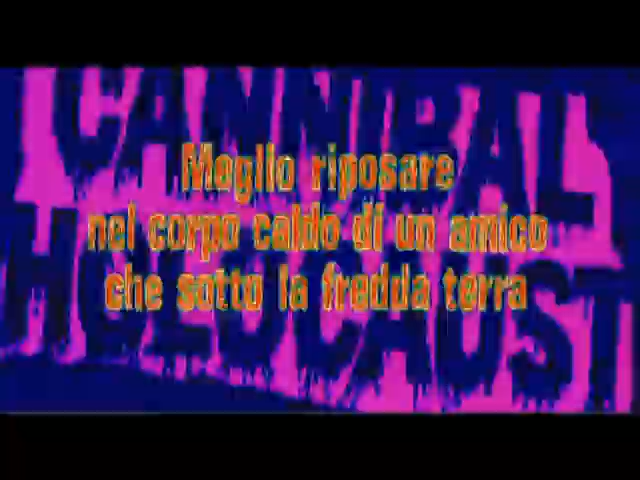 CANNIBAL
HOLOCAUST
Meglio riposare
nel corpo caldo di un amico
che sotto la fredda terra